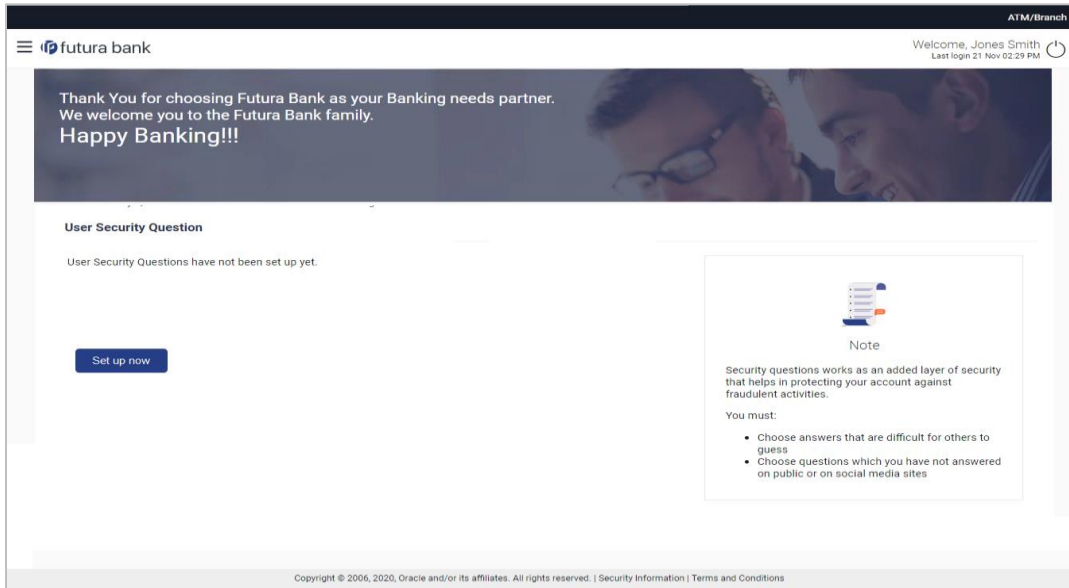 ATM/Branch
futura bank
Welcome, Jones Smith
Last login 21 Nov 02:29 PM
Thank You for choosing Futura Bank as your Banking needs partner.
We welcome you to the Futura Bank family.
Happy Banking!!!
User Security Question
User Security Questions have not been set up yet.
Set up now
Note
Security questions works as an added layer of security
that helps in protecting your account against
fraudulent activities.
You must:
• Choose answers that are difficult for others to
guess
• Choose questions which you have not answered
on public or on social media sites
Copyright © 2006, 2020, Oracle and/or its affiliates. All rights reserved. | Security Information | Terms and Conditions